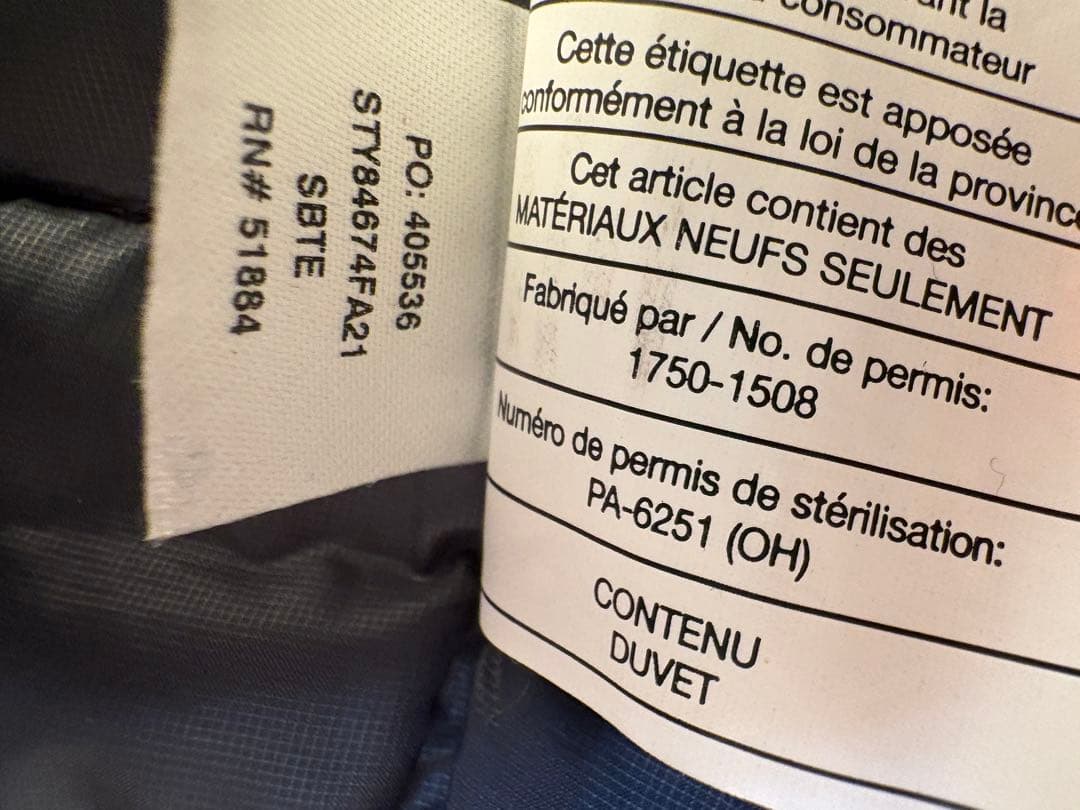 PO: 405536
STY84674FA21
SBTE
RN# 51884
la
consommateur
Cette étiquette est apposée
conformément à la loi de la province
Cet article contient des
MATÉRIAUX NEUFS SEULEMENT
Fabriqué par / No. de permis:
1750-1508
Numéro de permis de stérilisation:
PA-6251 (OH)
CONTENU
DUVET